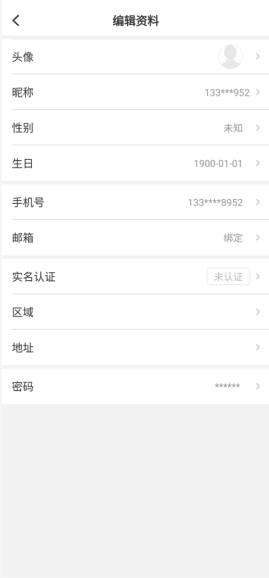 编辑资料
头像
昵称 133***952
性别 未知
生日 1900-01-01
手机号 133****8952
邮箱 绑定
实名认证 未认证
区域
地址
密码 ******